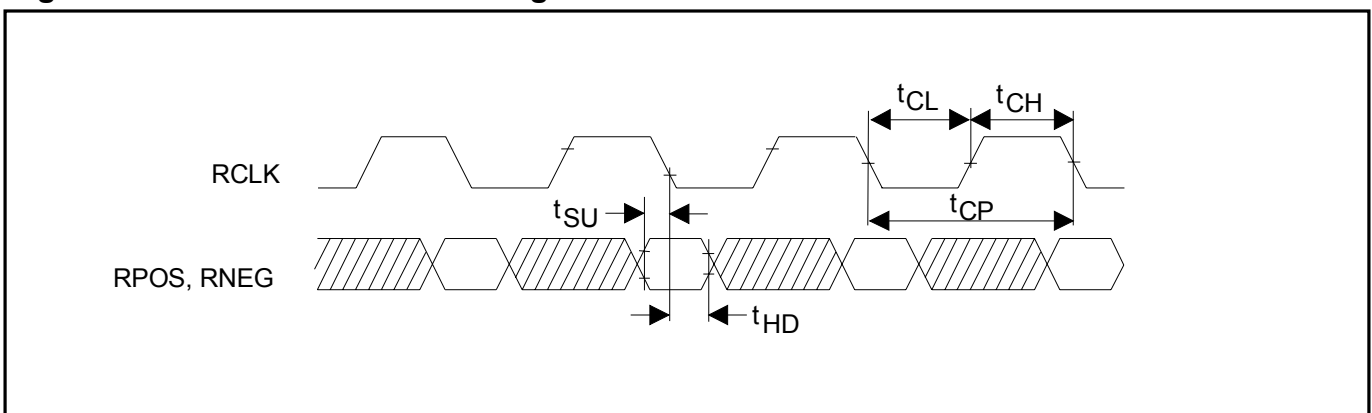 tCL
tCH
RCLK
tCP
tSU
RPOS, RNEG
tHD